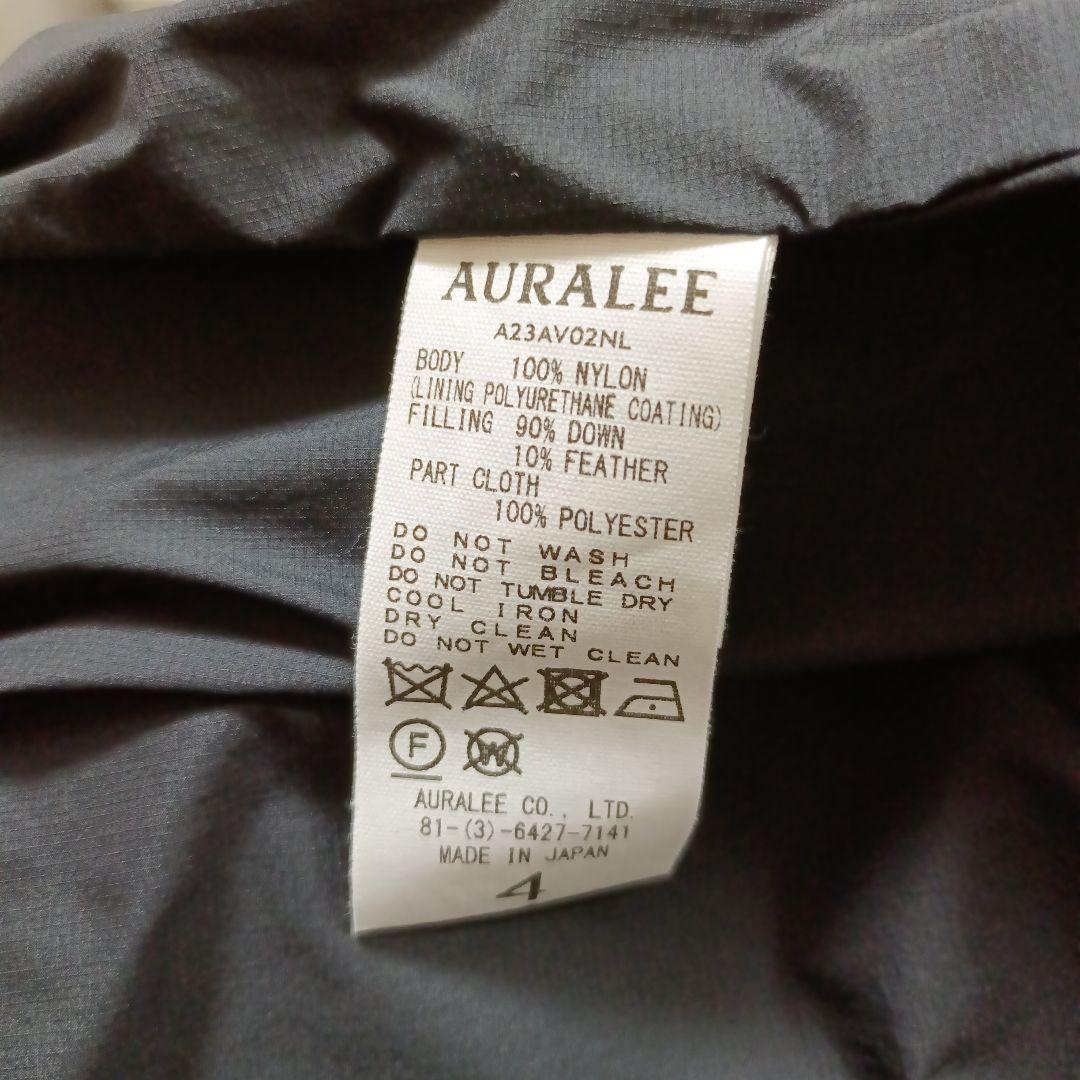 AURALEE
A23AV02NL
BODY 100% NYLON
(LINING POLYURETHANE COATING)
FILLING 90% DOWN
10% FEATHER
PART CLOTH
100% POLYESTER
DO NOT WASH
DO NOT BLEACH
DO NOT TUMBLE DRY
COOL IRON
DRY CLEAN
DO NOT WET CLEAN
F W
AURALEE CO., LTD.
81-(3)-6427-7141
MADE IN JAPAN
4